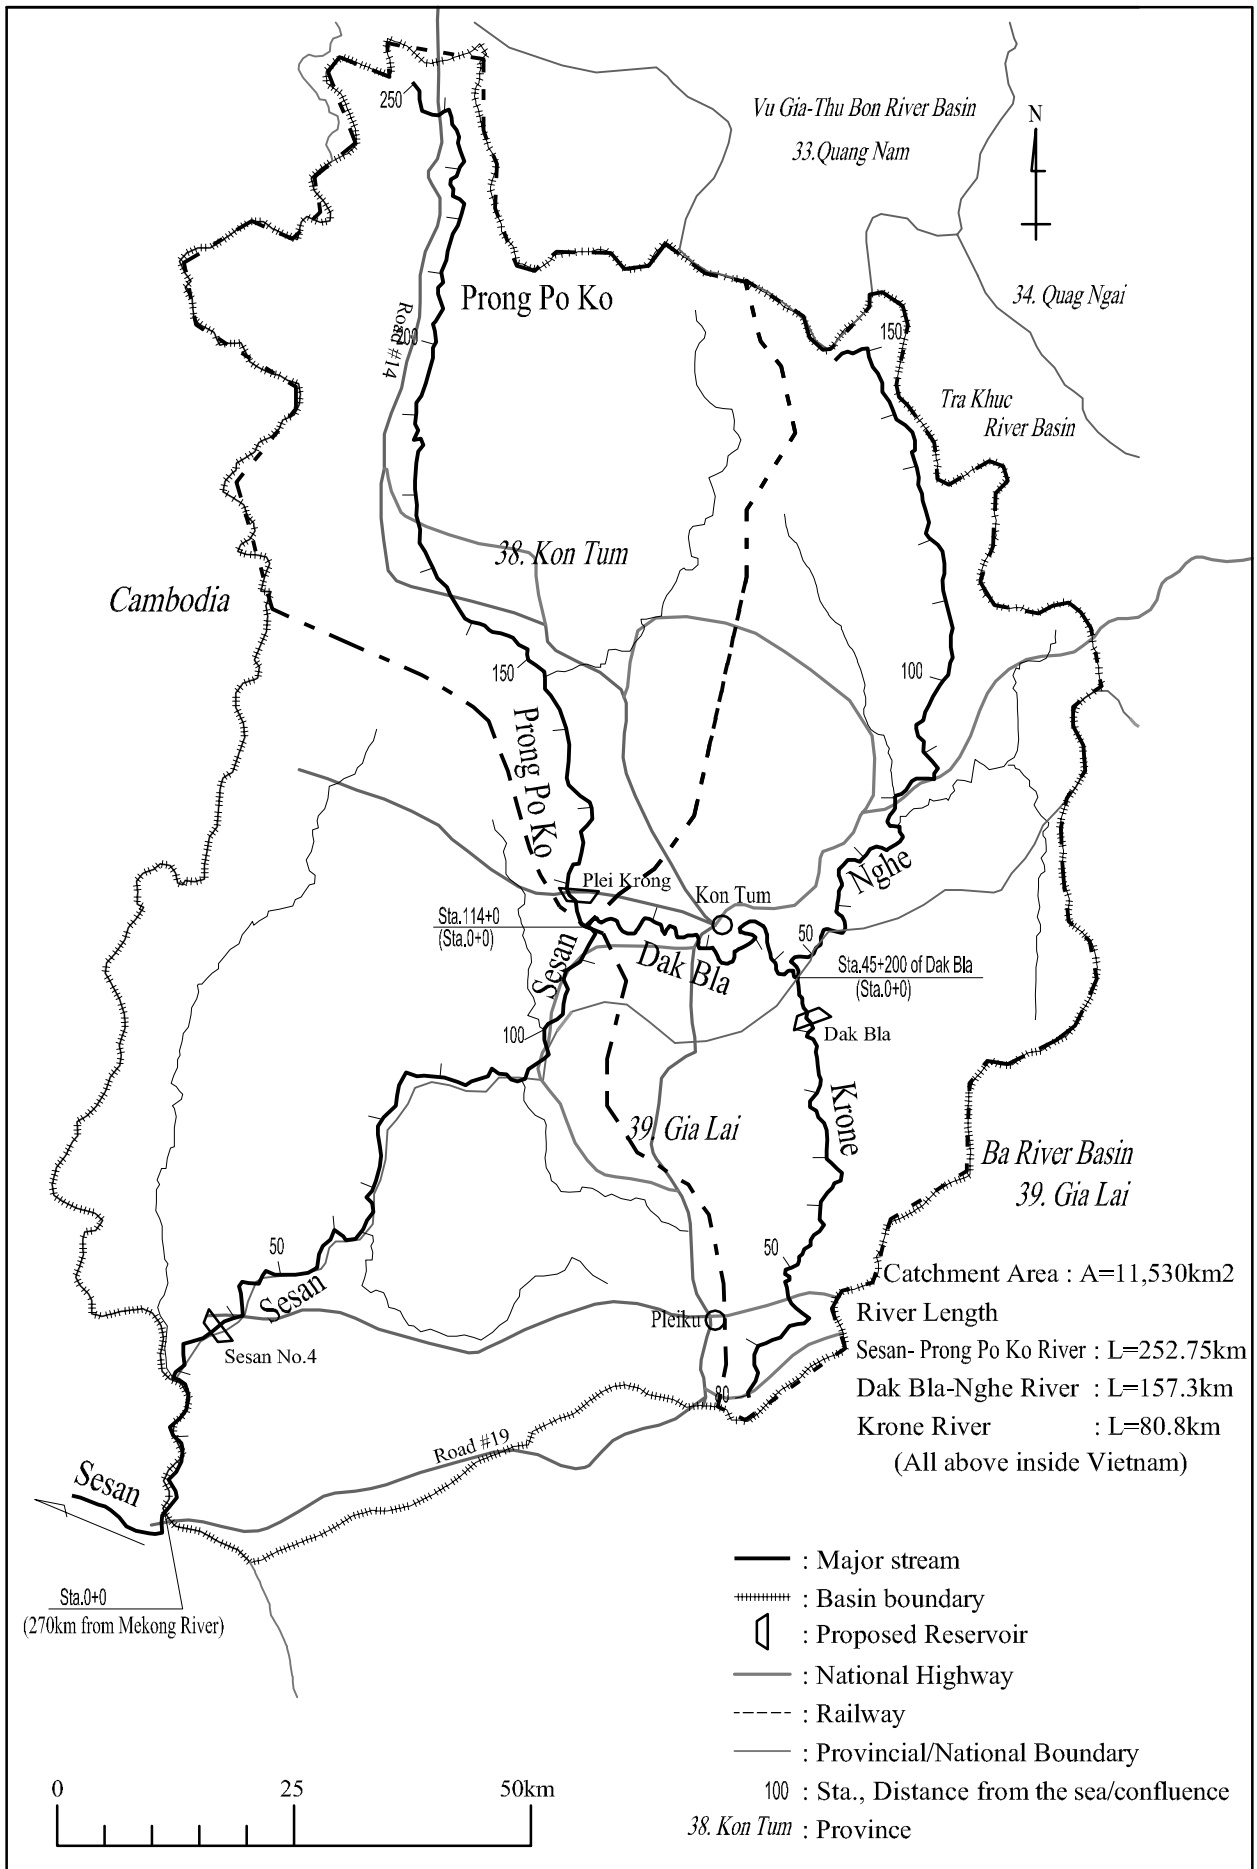 250
Vu Gia-Thu Bon River Basin
33.Quang Nam
N
34. Quag Ngai
Prong Po Ko
Road #14
200
150
Tra Khuc
River Basin
38. Kon Tum
Cambodia
150
100
Prong Po Ko
Nghe
Plei Krong
Kon Tum
Sta.114+0
(Sta.0+0)
50
Sesan
Dak Bla
Sta.45+200 of Dak Bla
(Sta.0+0)
100
Dak Bla
Krone
39. Gia Lai
Ba River Basin
39. Gia Lai
50
50
Sesan
Catchment Area : A=11,530km2
River Length
Pleiku
Sesan- Prong Po Ko River : L=252.75km
Sesan No.4
Dak Bla-Nghe River : L=157.3km
80
Krone River : L=80.8km
Road #19
(All above inside Vietnam)
Sesan
Sta.0+0
(270km from Mekong River)
: Major stream
: Basin boundary
: Proposed Reservoir
: National Highway
: Railway
: Provincial/National Boundary
100 : Sta., Distance from the sea/confluence
38. Kon Tum : Province
0 25 50km